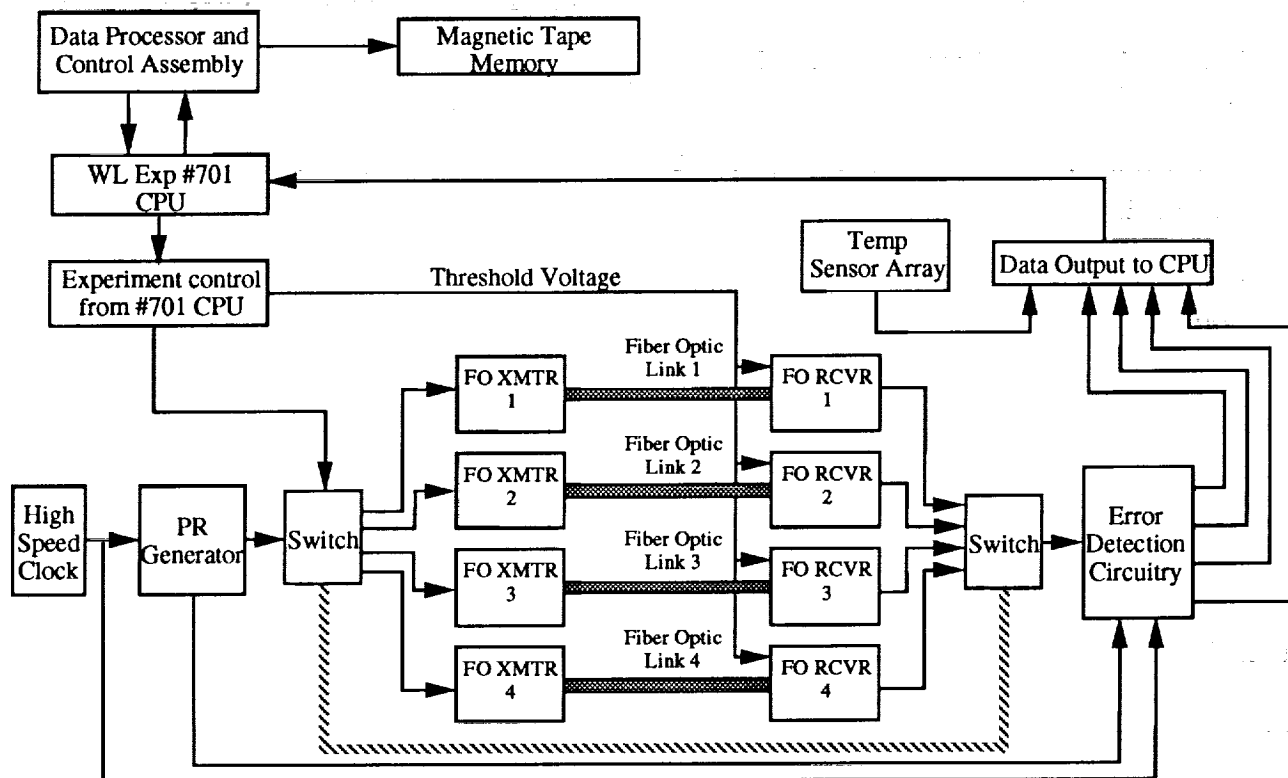 Data Processor and
Control Assembly
Magnetic Tape
Memory
WL Exp #701
CPU
Temp
Sensor Array
Data Output to CPU
Experiment control
from #701 CPU
Threshold Voltage
Fiber Optic
Link 1
FO XMTR
1
FO RCVR
1
Fiber Optic
Link 2
FO XMTR
2
FO RCVR
2
High
Speed
Clock
PR
Generator
Switch
Fiber Optic
Link 3
FO XMTR
3
FO RCVR
3
Switch
Error
Detection
Circuitry
Fiber Optic
Link 4
FO XMTR
4
FO RCVR
4